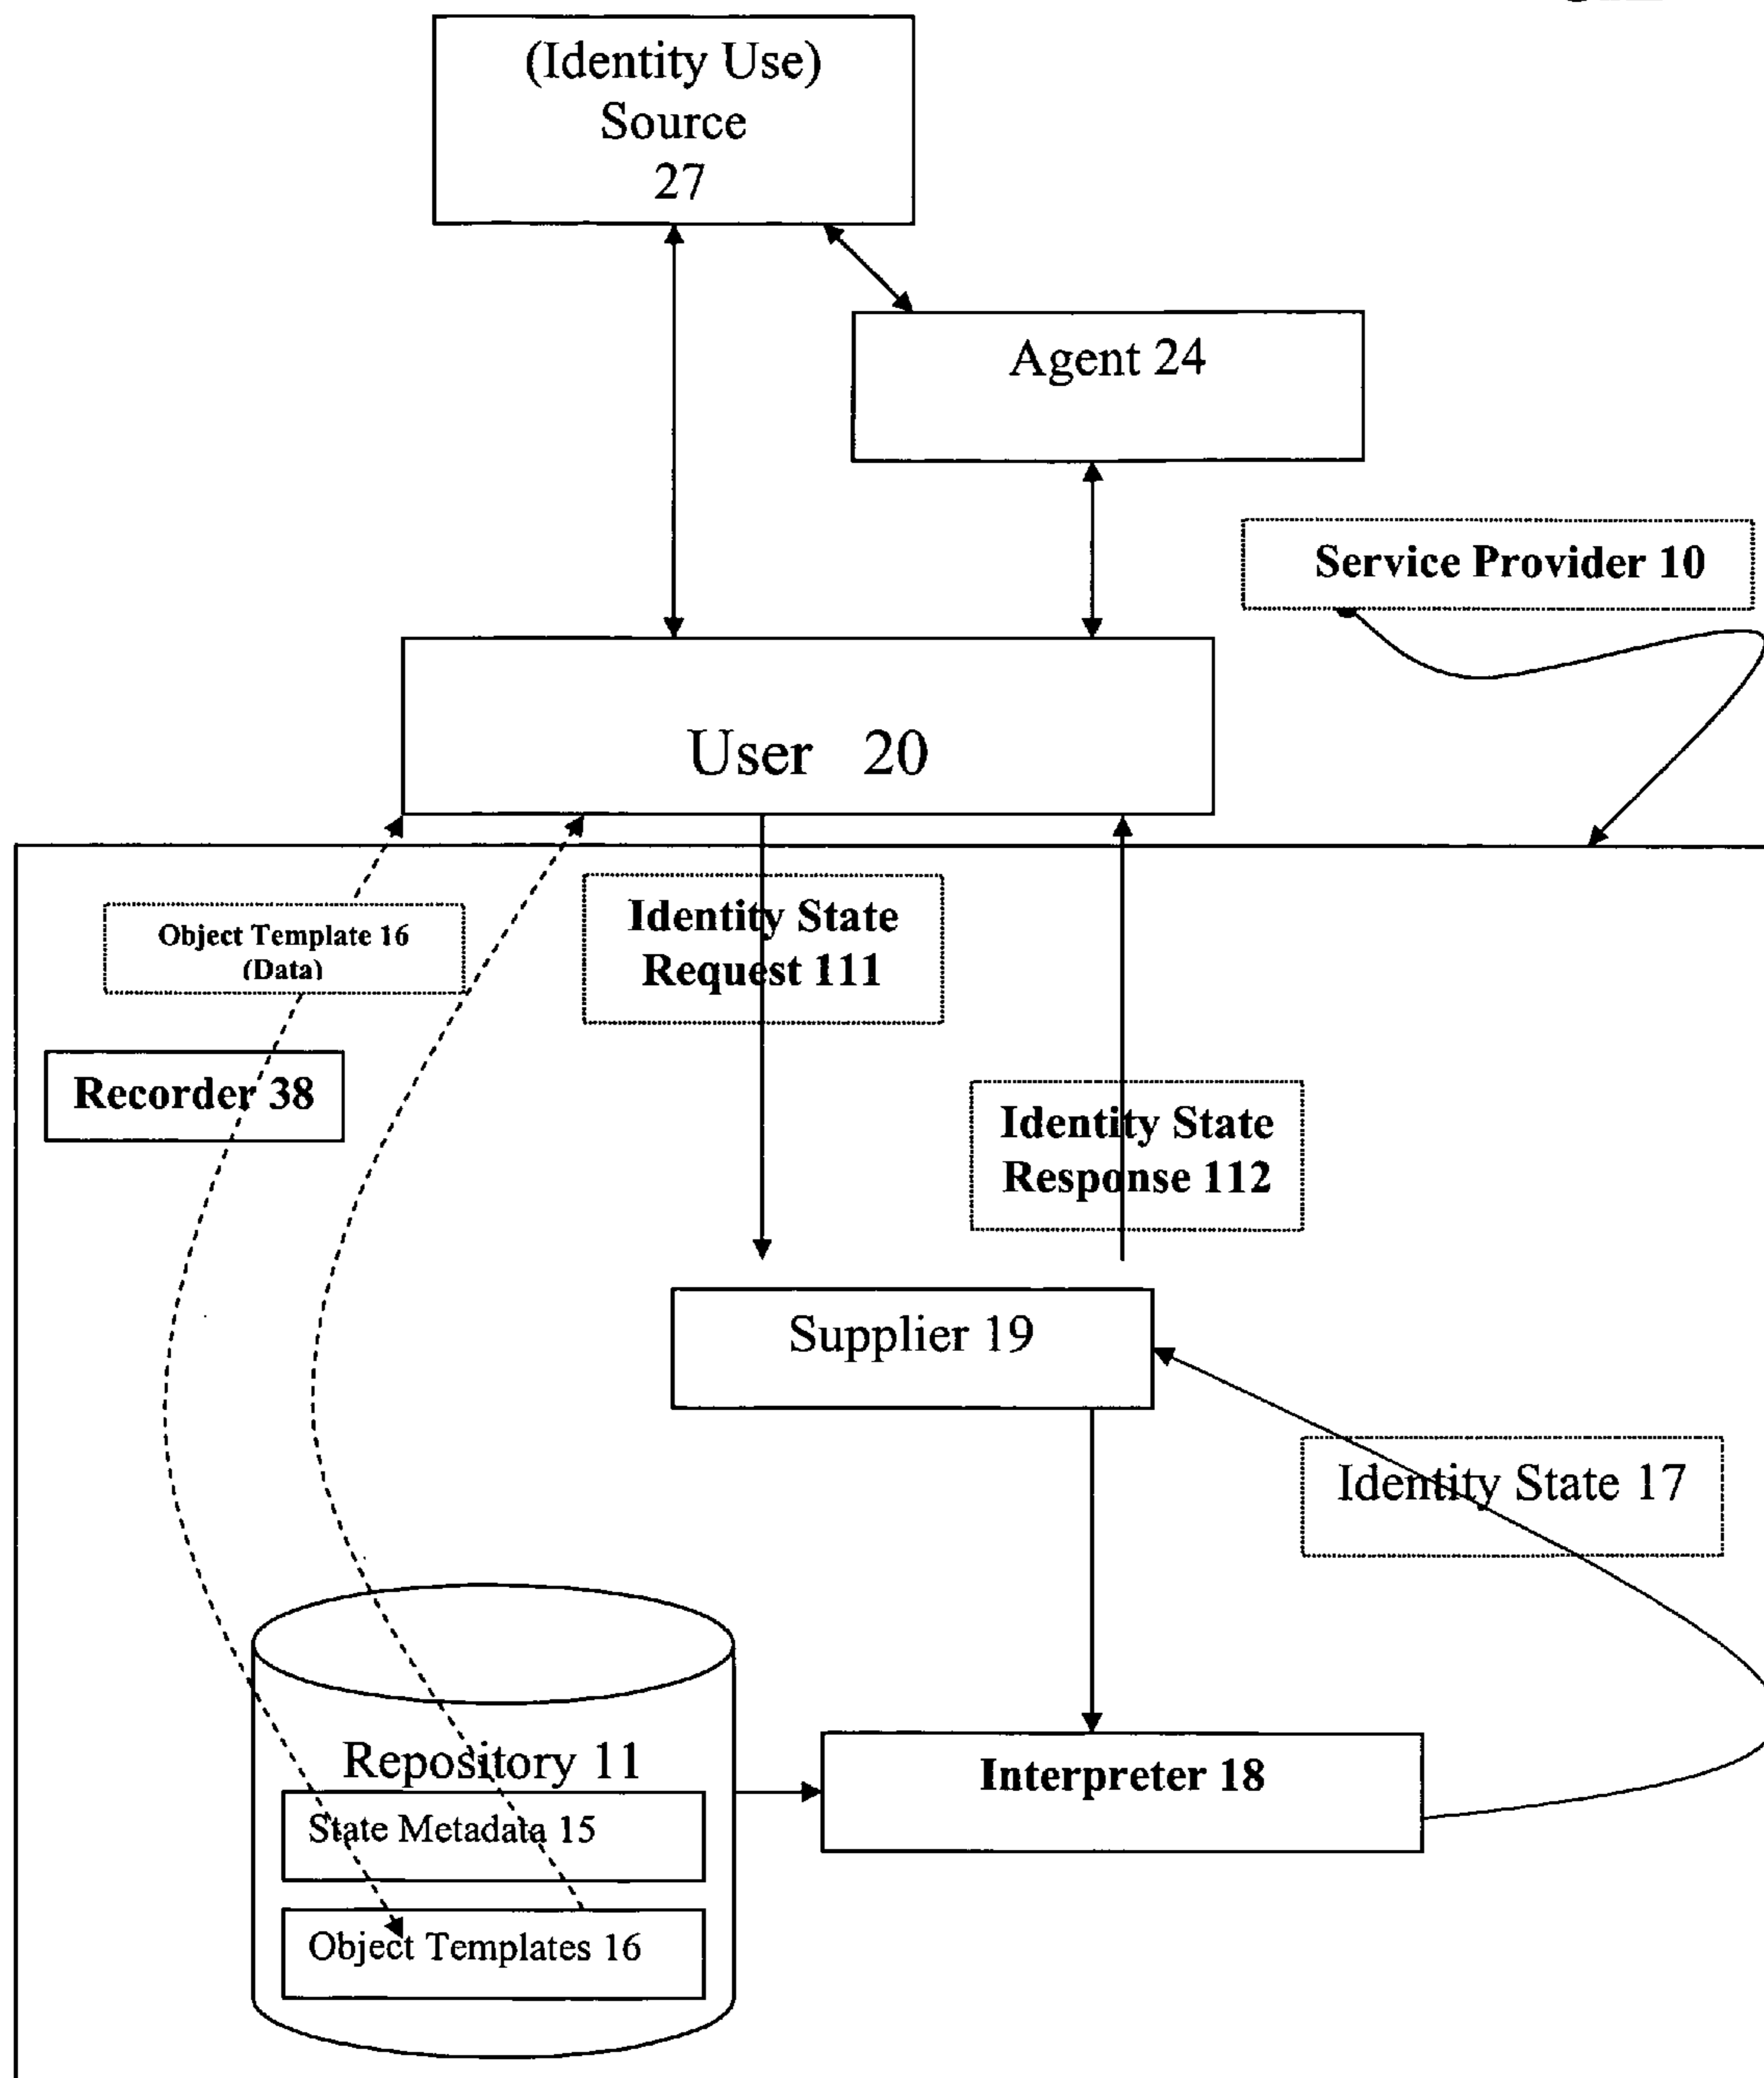 (Identity Use)
Source
27
Agent 24
Service Provider 10
User 20
Object Template 16
(Data)
Identity State
Request 111
Recorder 38
Identity State
Response 112
Supplier 19
Identity State 17
Repository 11
Interpreter 18
State Metadata 15
Object Templates 16